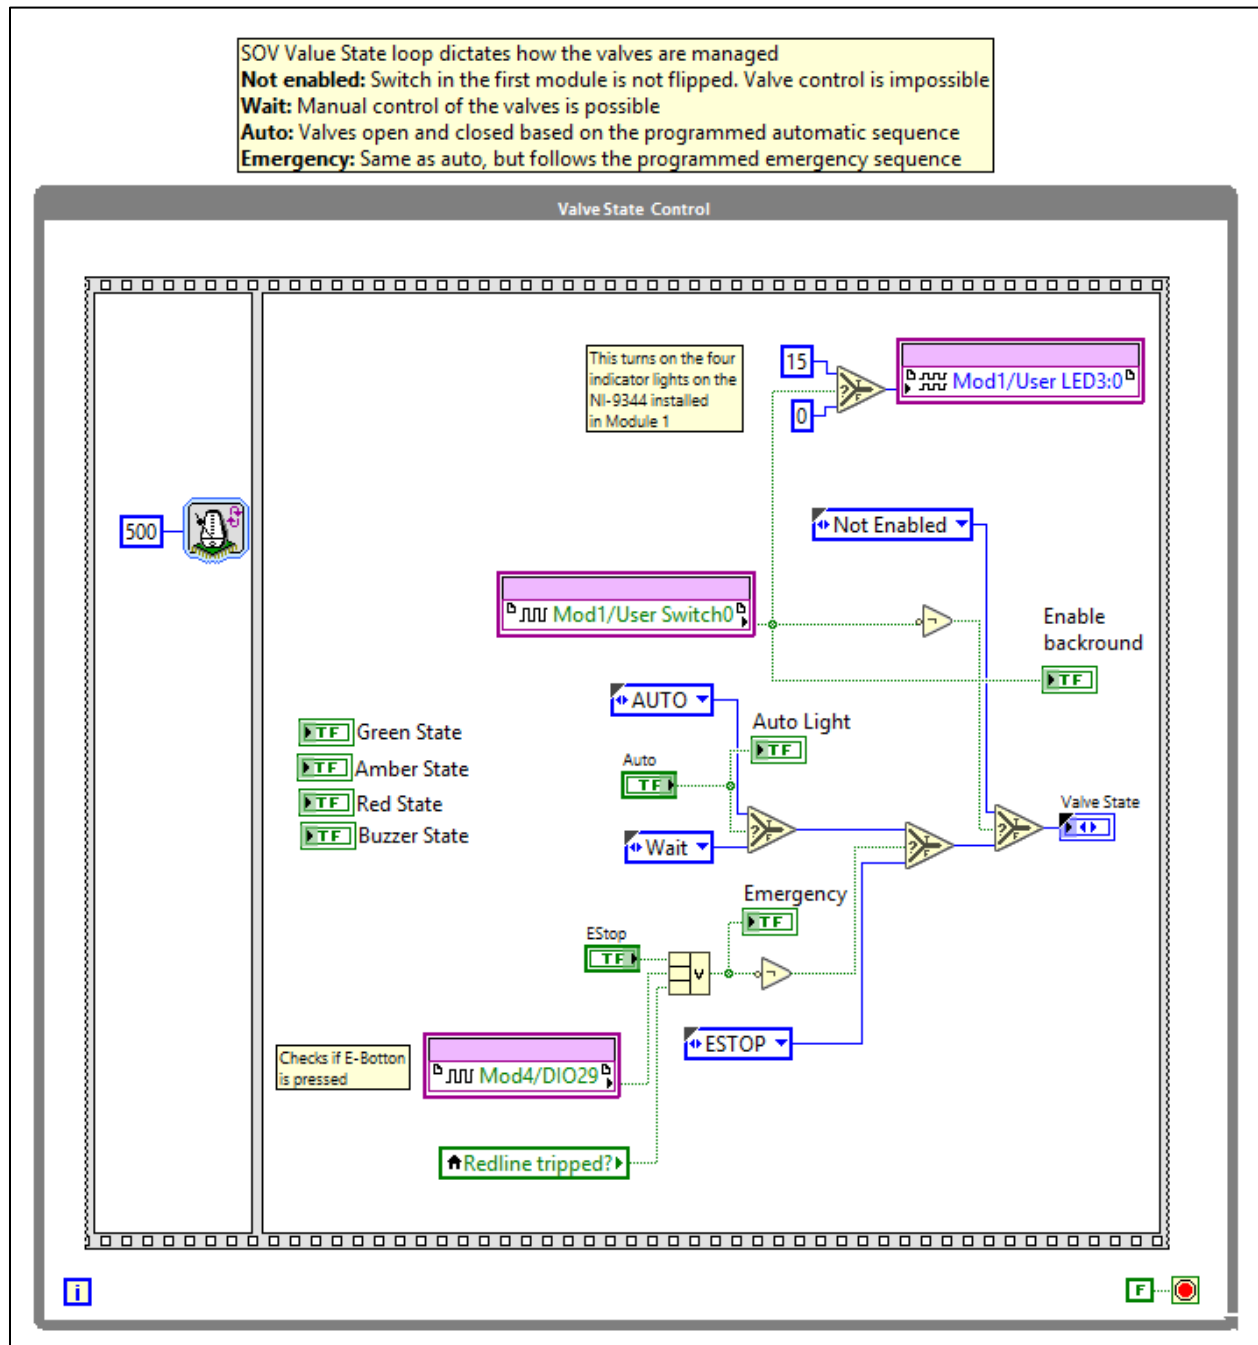 SOV Value State loop dictates how the valves are managed
Not enabled: Switch in the first module is not flipped. Valve control is impossible
Wait: Manual control of the valves is possible
Auto: Valves open and closed based on the programmed automatic sequence
Emergency: Same as auto, but follows the programmed emergency sequence
Valve State Control
This turns on the four
indicator lights on the
NI-9344 installed
in Module 1
15
0
Mod1/User LED3:0
500
Not Enabled
Mod1/User Switch0
Enable
backround
TF
AUTO
Auto Light
TF
Auto
TF
Wait
TF Green State
TF Amber State
TF Red State
TF Buzzer State
Valve State
Emergency
TF
EStop
TF
V
ESTOP
Checks if E-Botton
is pressed
Mod4/DIO29
Redline tripped?
i
F